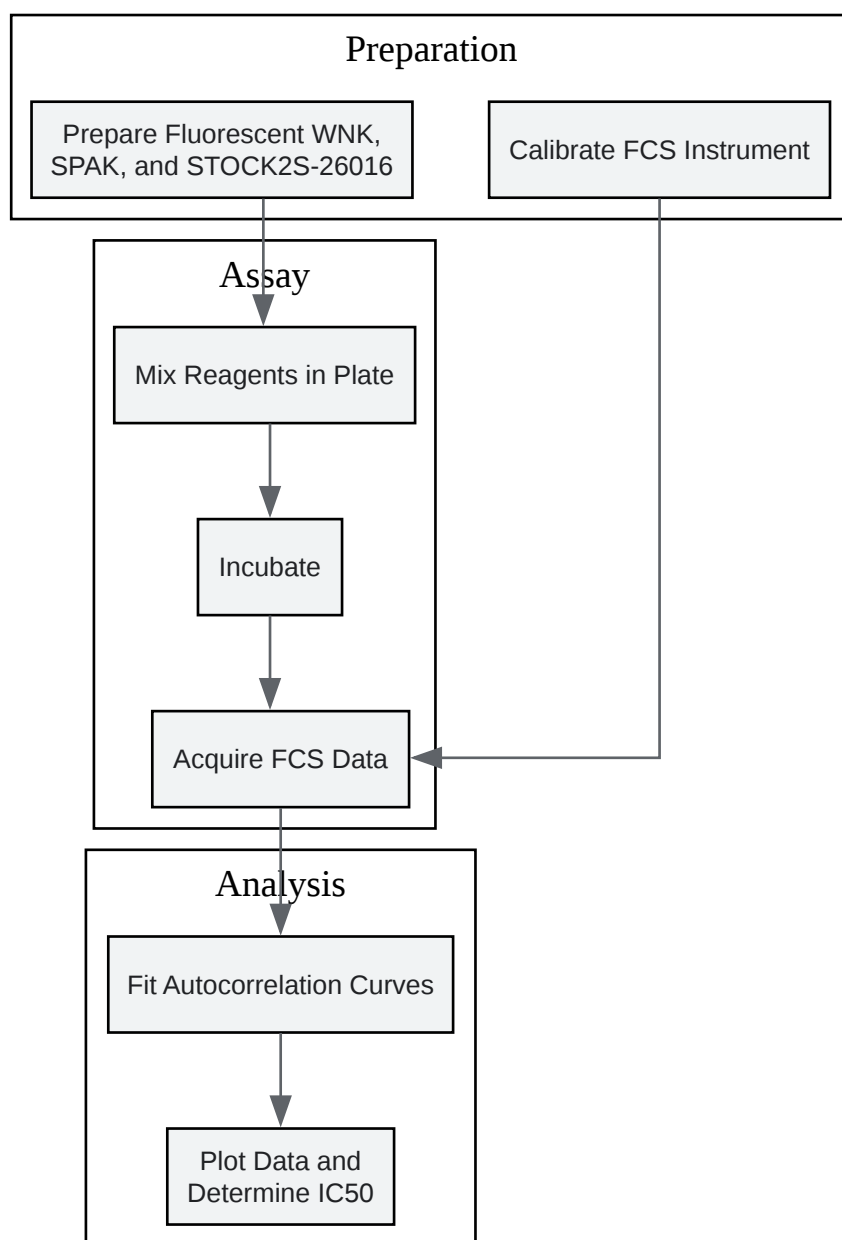 Preparation
Prepare Fluorescent WNK,
SPAK, and STOCK2S-26016
Calibrate FCS Instrument
Assay
Mix Reagents in Plate
Incubate
Acquire FCS Data
Analysis
Fit Autocorrelation Curves
Plot Data and
Determine IC50